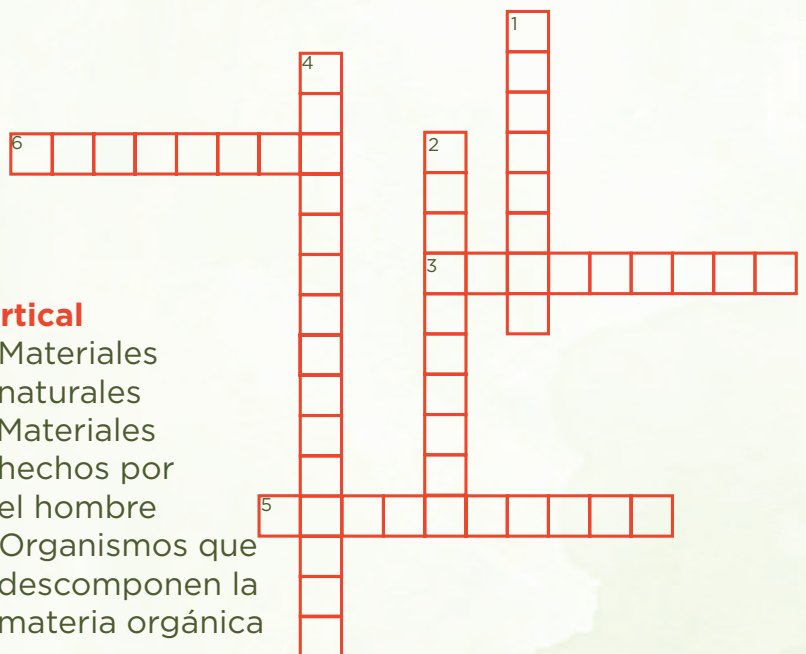 1
4
6
2
3
rtical
Materiales
naturales
Materiales
hechos por
el hombre
5
Organismos que
descomponen la
materia orgánica